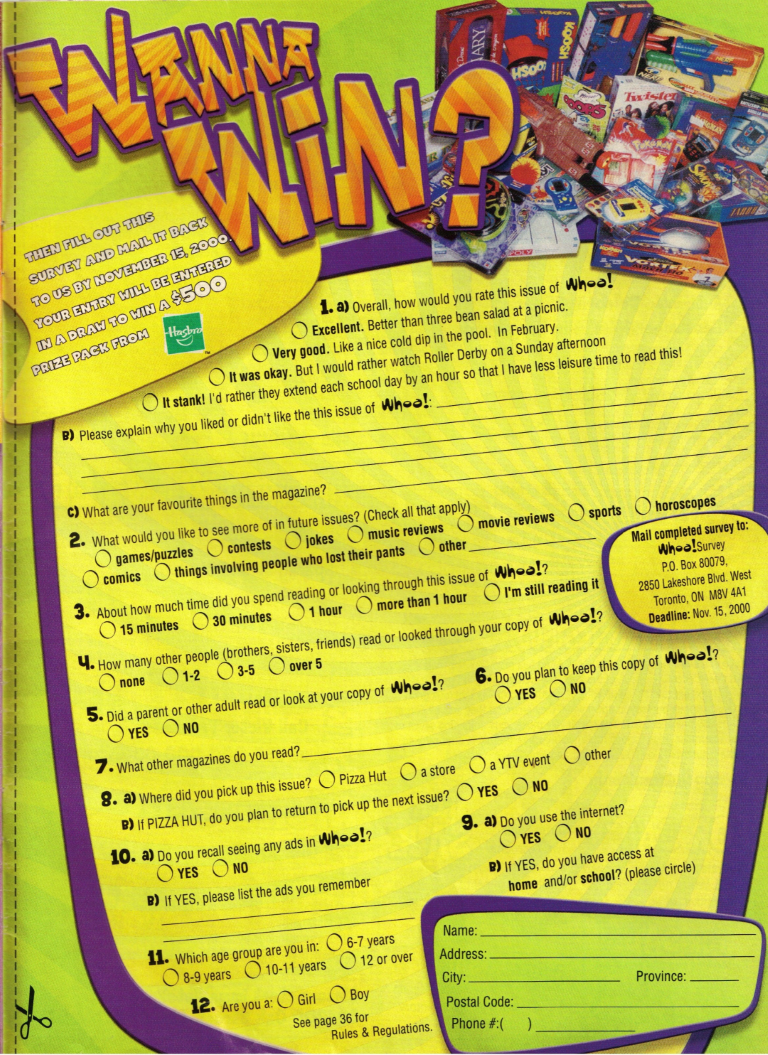 WANNA
WIN?
THEN FILL OUT THIS
SURVEY AND MAIL IT BACK
TO US BY NOVEMBER 15, 2000.
YOUR ENTRY WILL BE ENTERED
IN A DRAW TO WIN A $500
PRIZE PACK FROM Hasbro
Twister
POKéMON
1. a) Overall, how would you rate this issue of Whoa!
Excellent. Better than three bean salad at a picnic.
Very good. Like a nice cold dip in the pool. In February.
It was okay. But I would rather watch Roller Derby on a Sunday afternoon
It stank! I'd rather they extend each school day by an hour so that I have less leisure time to read this!
B) Please explain why you liked or didn't like the this issue of Whoa!:
C) What are your favourite things in the magazine?
2. What would you like to see more of in future issues? (Check all that apply)
games/puzzles contests jokes music reviews movie reviews sports horoscopes
comics things involving people who lost their pants other
Mail completed survey to:
Whoa! Survey
P.O. Box 80079,
2850 Lakeshore Blvd. West
Toronto, ON M8V 4A1
Deadline: Nov. 15, 2000
3. About how much time did you spend reading or looking through this issue of Whoa!?
15 minutes 30 minutes 1 hour more than 1 hour I'm still reading it
4. How many other people (brothers, sisters, friends) read or looked through your copy of Whoa!?
none 1-2 3-5 over 5
5. Did a parent or other adult read or look at your copy of Whoa!?
YES NO
6. Do you plan to keep this copy of Whoa!?
YES NO
7. What other magazines do you read?
8. a) Where did you pick up this issue? Pizza Hut a store a YTV event other
B) If PIZZA HUT, do you plan to return to pick up the next issue? YES NO
9. a) Do you use the internet?
YES NO
B) If YES, do you have access at
home and/or school? (please circle)
10. a) Do you recall seeing any ads in Whoa!?
YES NO
B) If YES, please list the ads you remember
11. Which age group are you in: 6-7 years
8-9 years 10-11 years 12 or over
12. Are you a: Girl Boy
See page 36 for
Rules & Regulations.
Name:
Address:
City: Province:
Postal Code:
Phone #:( )